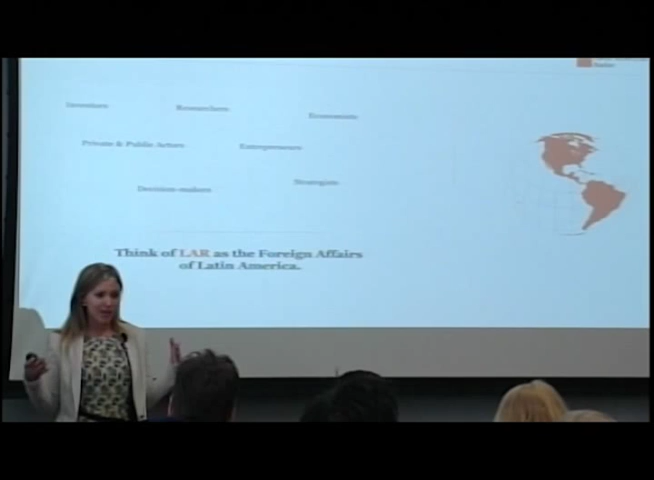 Investors
Researchers
Economists
Private & Public Actors
Entrepreneurs
Decision-makers
Strategists
Think of LAR as the Foreign Affairs
of Latin America.